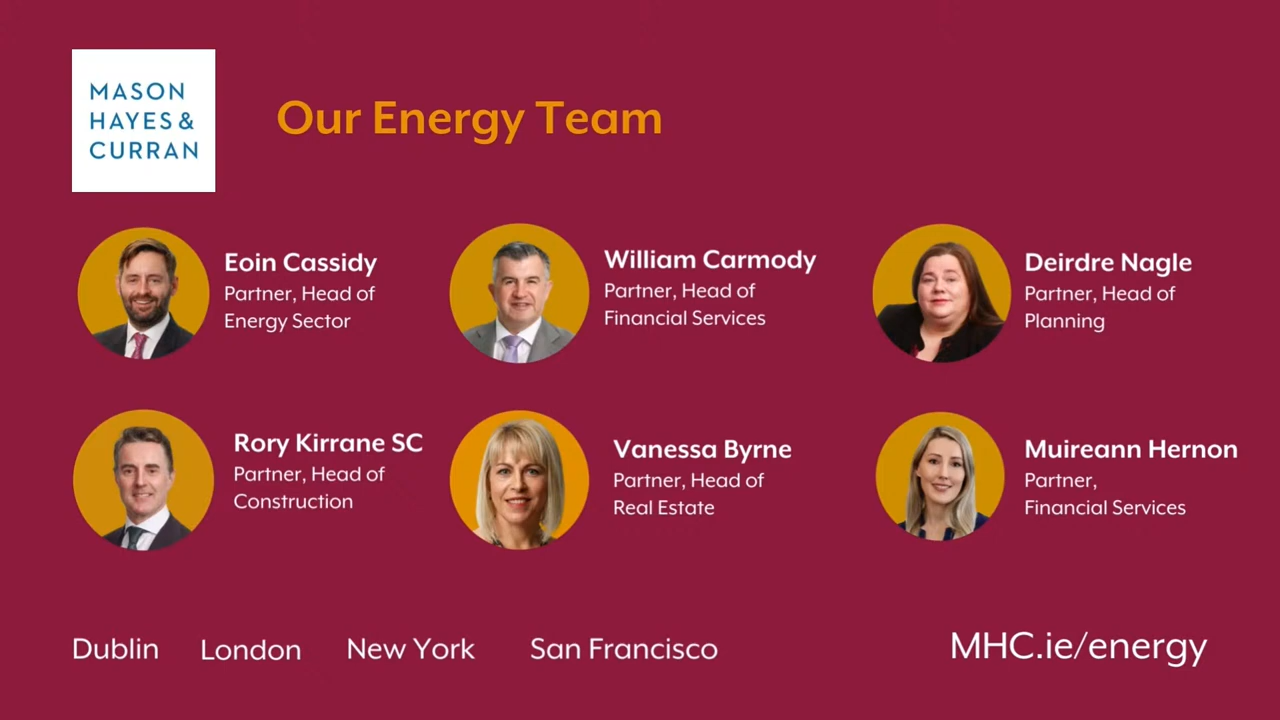 MASON
HAYES &
CURRAN
Our Energy Team
Eoin Cassidy
Partner, Head of
Energy Sector
William Carmody
Partner, Head of
Financial Services
Deirdre Nagle
Partner, Head of
Planning
Rory Kirrane SC
Partner, Head of
Construction
Vanessa Byrne
Partner, Head of
Real Estate
Muireann Hernon
Partner,
Financial Services
Dublin London New York San Francisco MHC.ie/energy